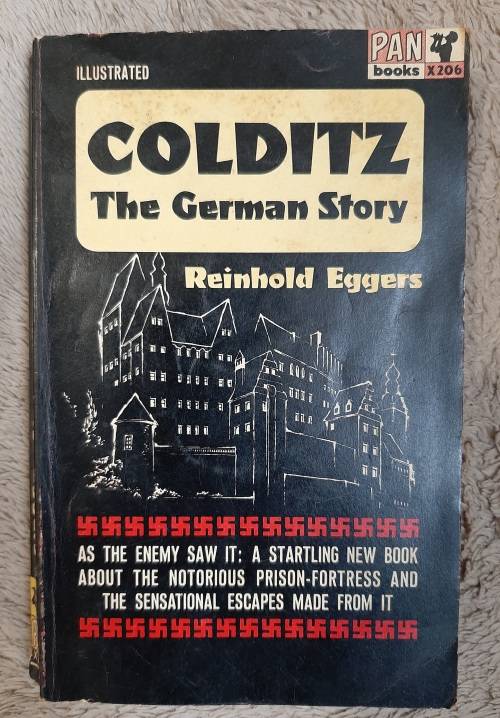 ILLUSTRATED
PAN
books X206
COLDITZ
The German Story
Reinhold Eggers
AS THE ENEMY SAW IT: A STARTLING NEW BOOK
ABOUT THE NOTORIOUS PRISON-FORTRESS AND
THE SENSATIONAL ESCAPES MADE FROM IT